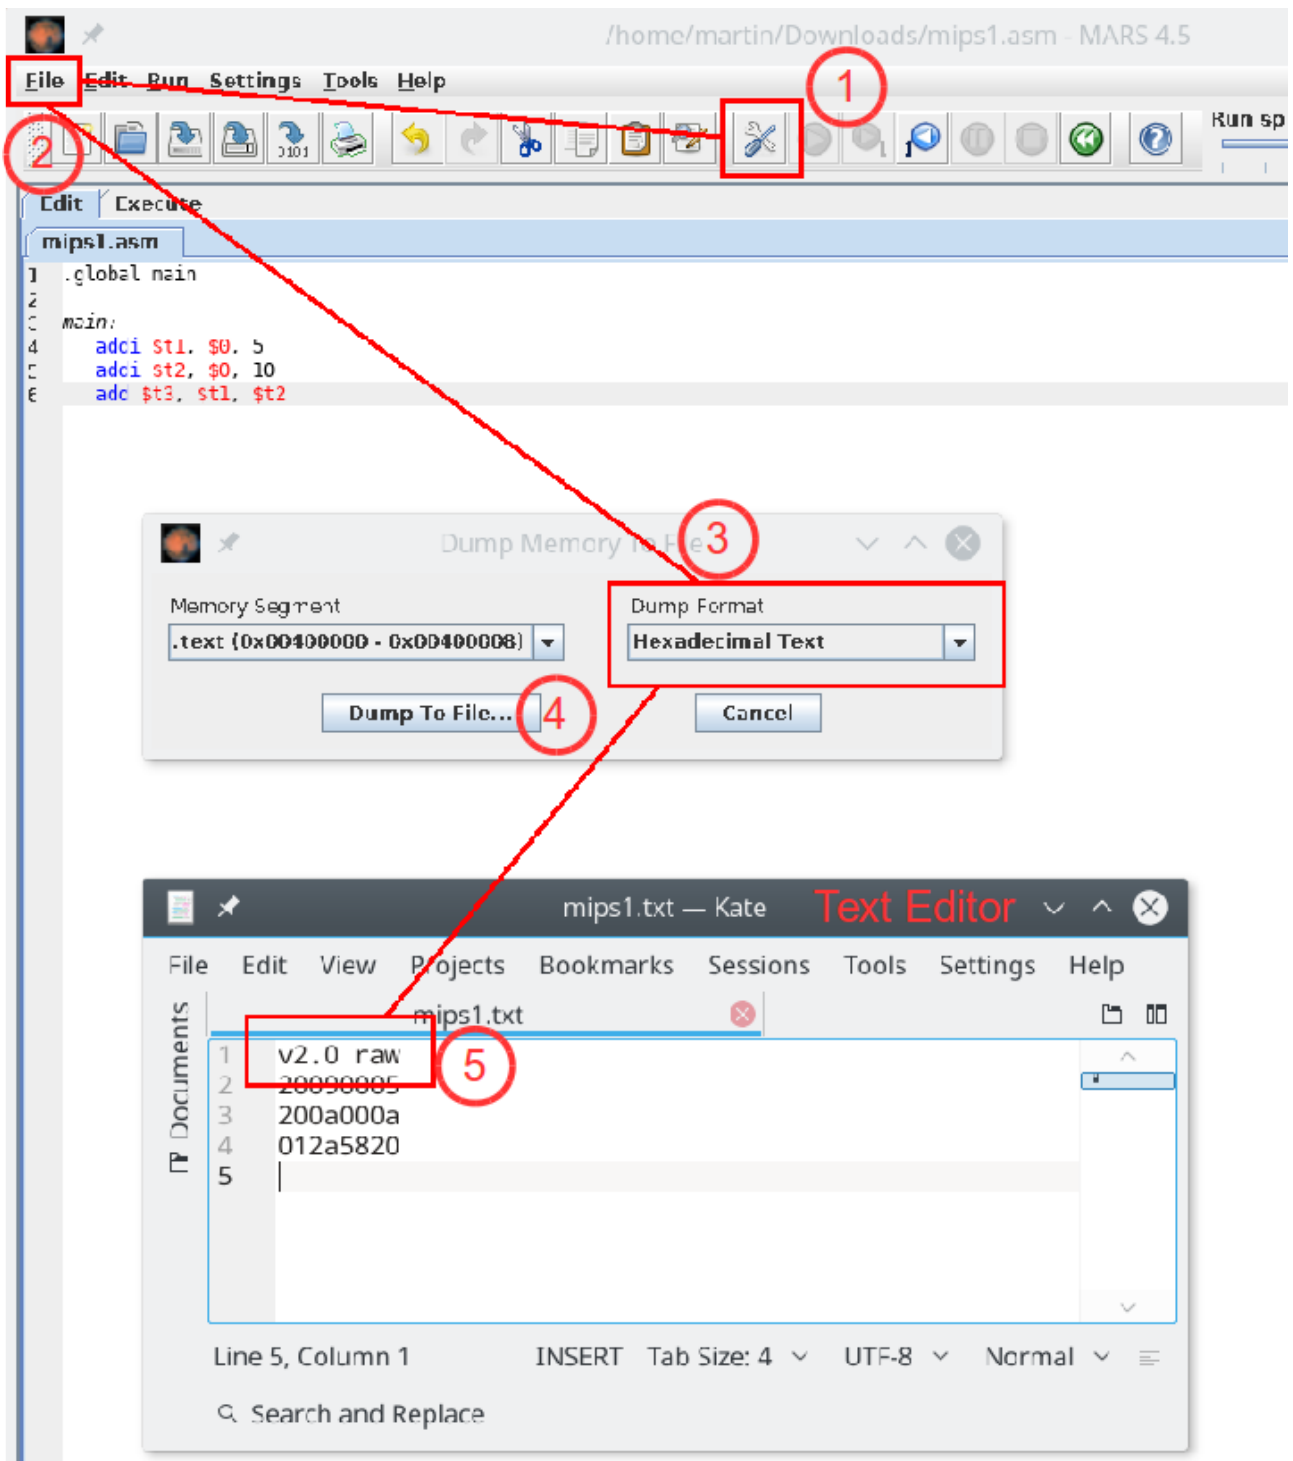 /home/martin/Downloads/mips1.asm - MARS 4.5
1
File Edit Run Settings Tools Help
Run sp
2
Edit Execute
mips1.asm
1 .global main
2
3 main:
4 addi $t1, $0, 5
5 addi $t2, $0, 10
6 add $t3, $t1, $t2
Dump Memory To File
3
Memory Segment
Dump Format
.text (0x00400000 - 0x00400008)
Hexadecimal Text
Dump To File...
4
Cancel
mips1.txt — Kate
Text Editor
File Edit View Projects Bookmarks Sessions Tools Settings Help
Documents
mips1.txt
1 v2.0 raw
5
2 20090005
3 200a000a
4 012a5820
5
Line 5, Column 1 INSERT Tab Size: 4 UTF-8 Normal
Search and Replace